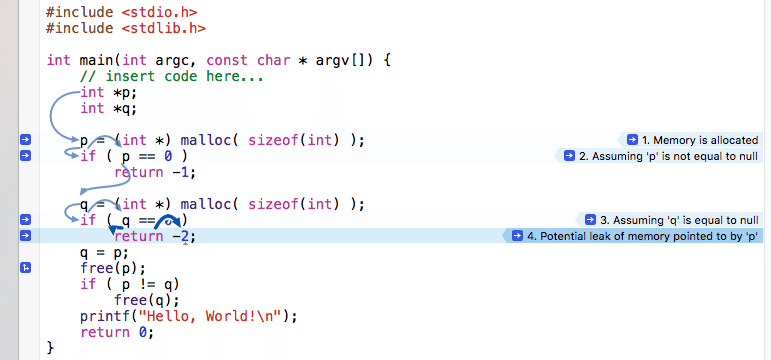 #include <stdio.h>
#include <stdlib.h>
int main(int argc, const char * argv[]) {
// insert code here...
int *p;
int *q;
p = (int *) malloc( sizeof(int) ); 1. Memory is allocated
if ( p == 0 ) 2. Assuming 'p' is not equal to null
return -1;
q = (int *) malloc( sizeof(int) );
if ( q == 0 ) 3. Assuming 'q' is equal to null
return -2; 4. Potential leak of memory pointed to by 'p'
q = p;
free(p);
if ( p != q)
free(q);
printf("Hello, World!\n");
return 0;
}